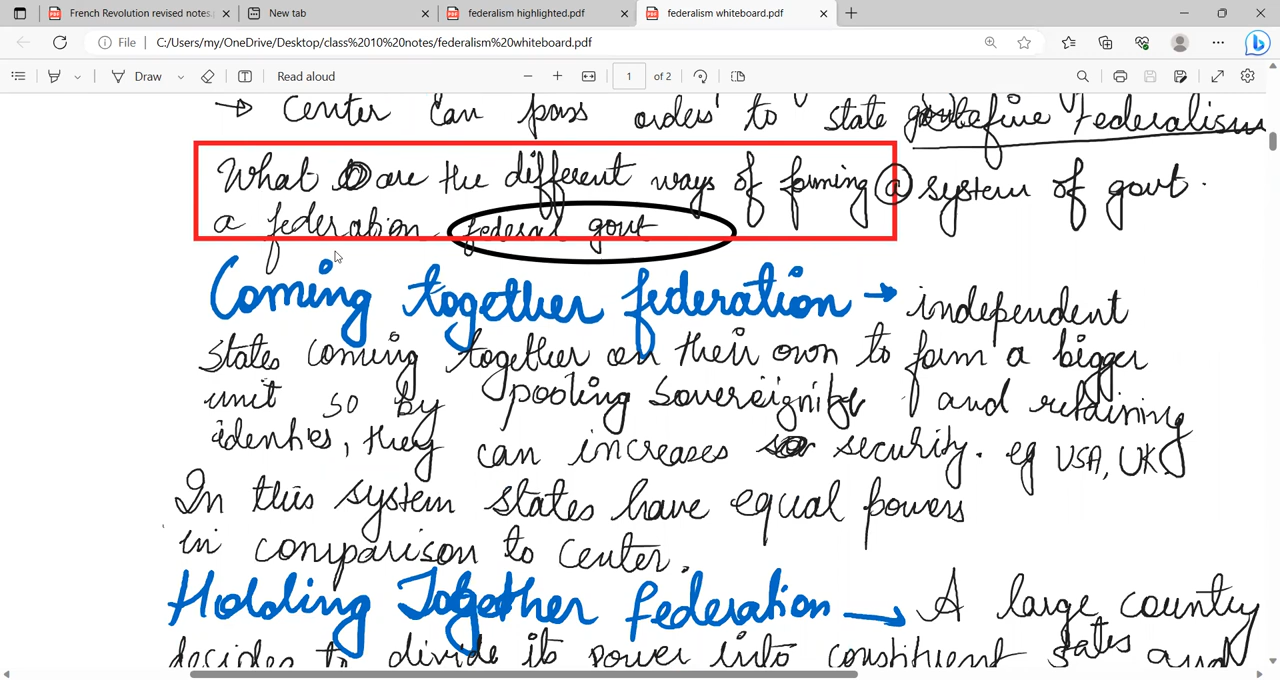 French Revolution revised notes.p
New tab
federalism highlighted.pdf
federalism whiteboard.pdf
File
C:/Users/my/OneDrive/Desktop/class%2010%20notes/federalism%20whiteboard.pdf
Draw
Read aloud
1 of 2
→ Center can pass orders to state govt Define Federalism
What are the different ways of forming a system of govt.
a federation federal govt
Coming together federation → independent
states coming together on their own to form a bigger
unit so by pooling sovereignity and retaining
identies, they can increases security. eg USA, UK
In this system states have equal powers
in comparison to center.
Holding Together federation → A large country
decides to divide its power into constituent states and